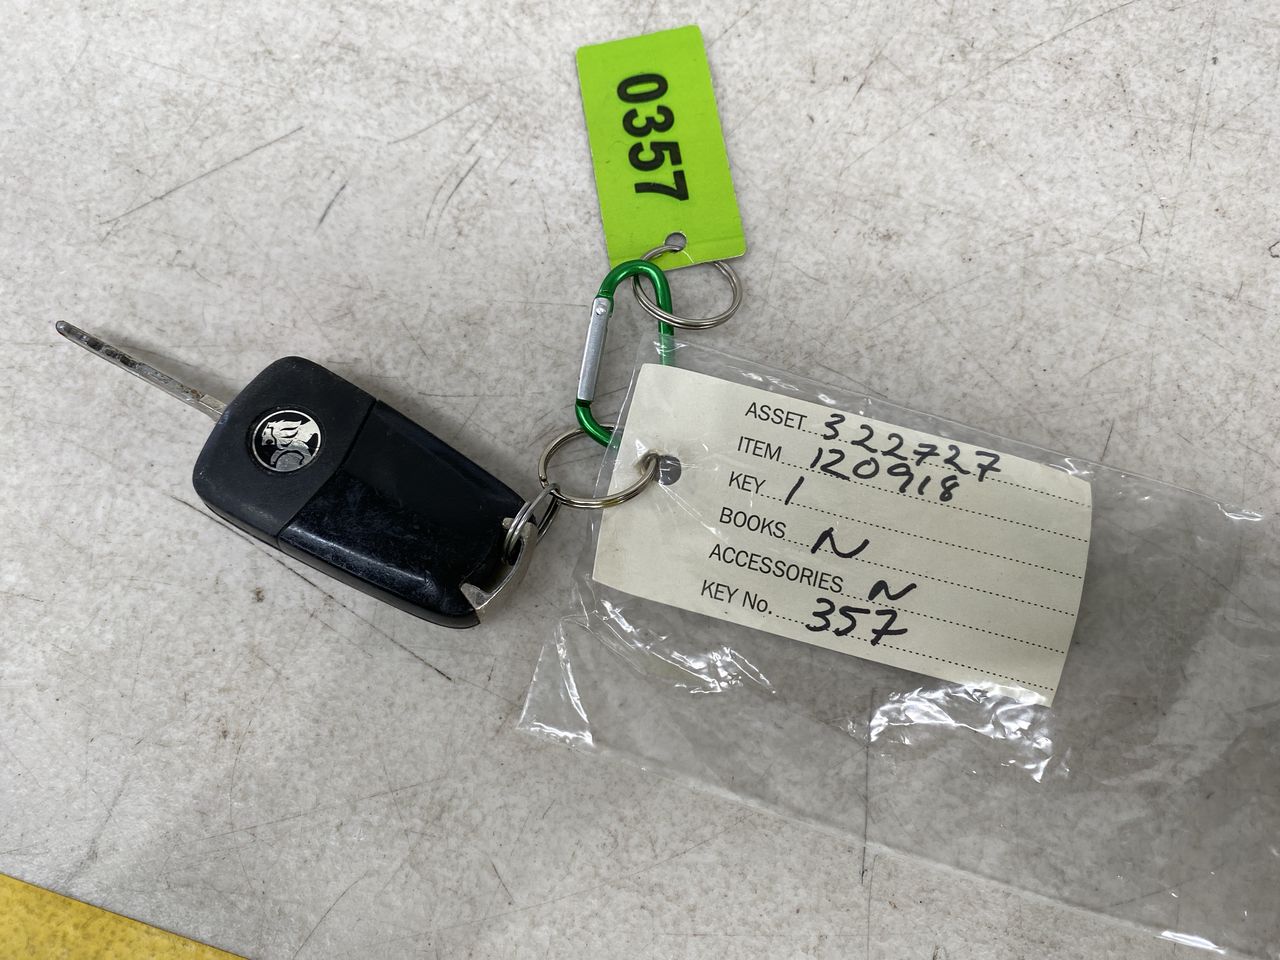 0357
ASSET 322727
ITEM 120918
KEY 1
BOOKS N
ACCESSORIES N
KEY No. 357